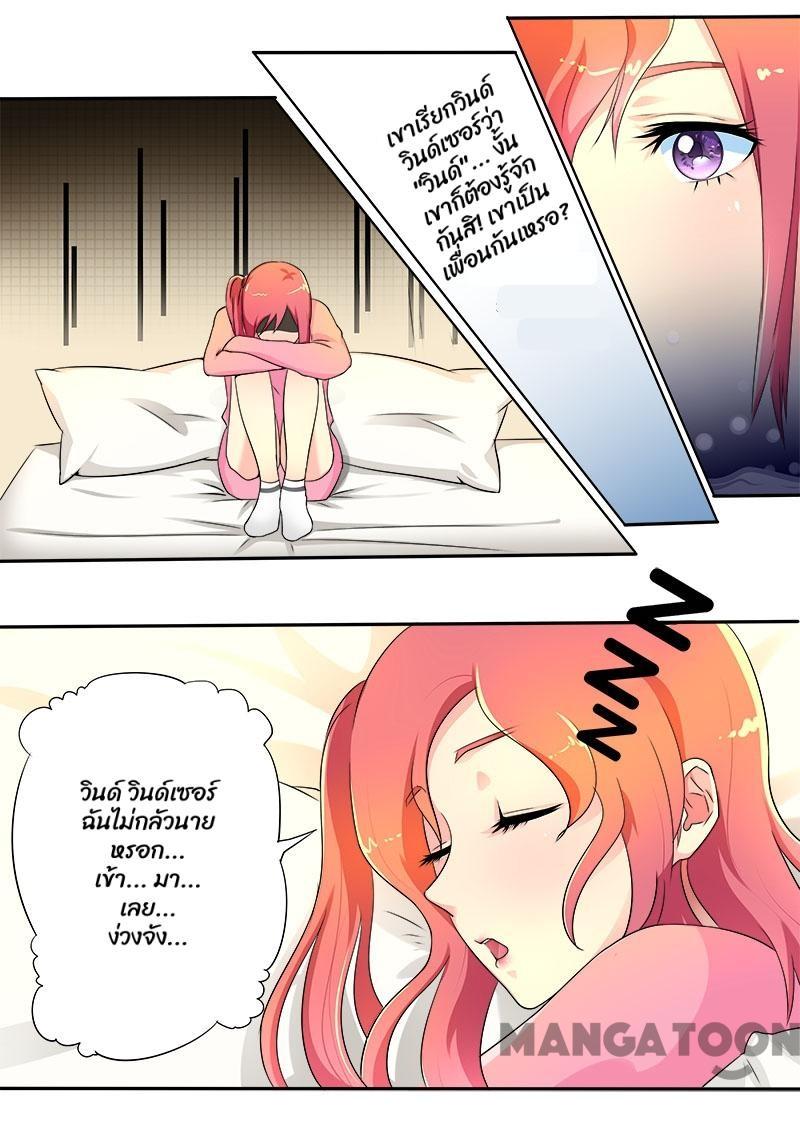 เขาเรียกวินด์
วินด์เซอร์ว่า
"วินด์"... งั้น
เขาก็ต้องรู้จัก
กันสิ! เขาเป็น
เพื่อนกันเหรอ?
ZZZ
วินด์ วินด์เซอร์
ฉันไม่กลัวนาย
หรอก...
เข้า... มา...
เลย...
ง่วงจัง...
MANGATOON